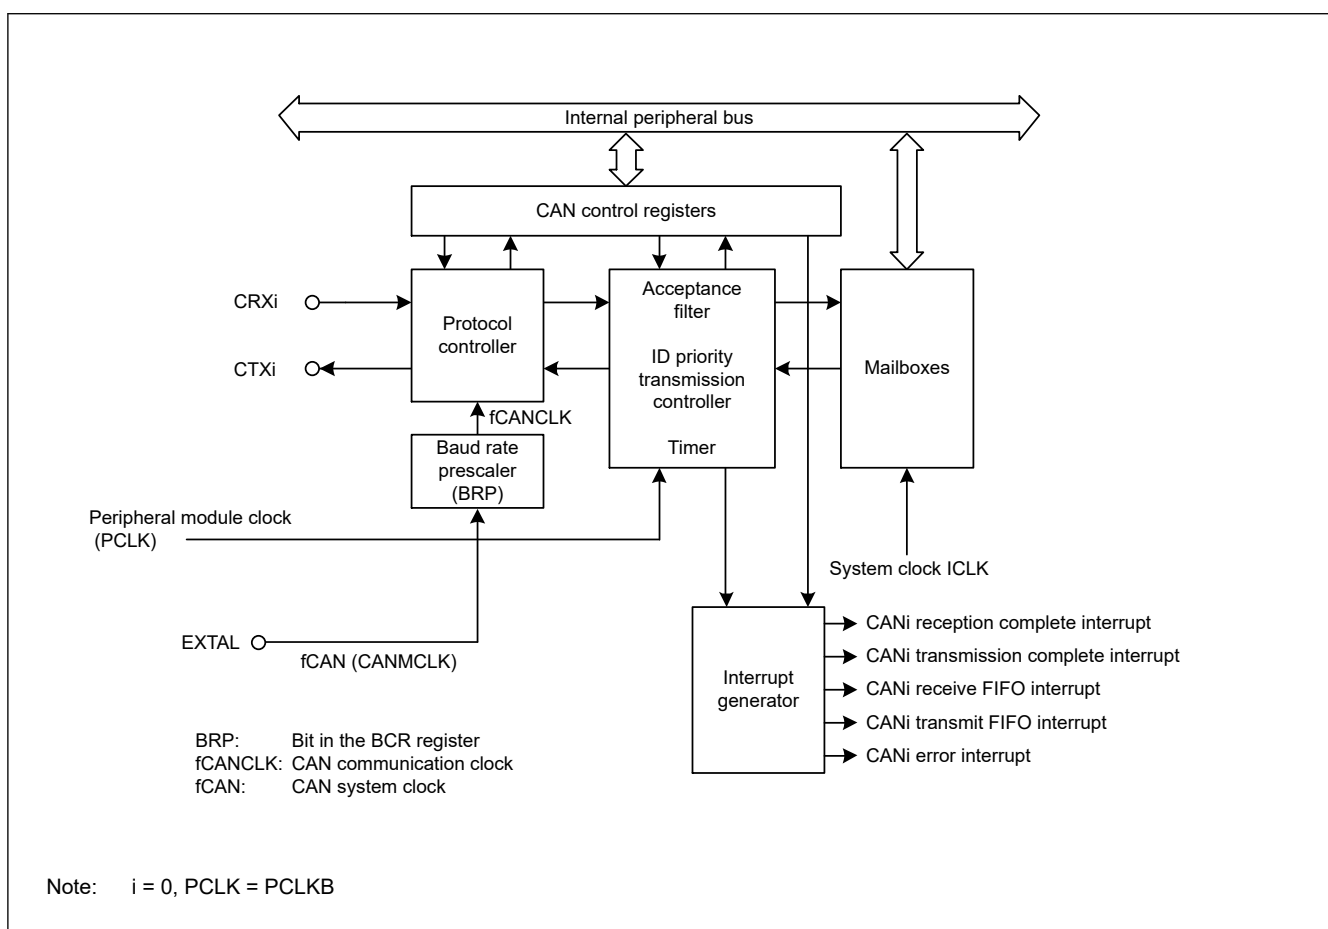 Internal peripheral bus
CAN control registers
CRXi
CTXi
Protocol
controller
Acceptance
filter
ID priority
transmission
controller
Timer
Mailboxes
fCANCLK
Baud rate
prescaler
(BRP)
Peripheral module clock
(PCLK)
System clock ICLK
EXTAL
fCAN (CANMCLK)
Interrupt
generator
CANi reception complete interrupt
CANi transmission complete interrupt
CANi receive FIFO interrupt
CANi transmit FIFO interrupt
CANi error interrupt
BRP: Bit in the BCR register
fCANCLK: CAN communication clock
fCAN: CAN system clock
Note: i = 0, PCLK = PCLKB